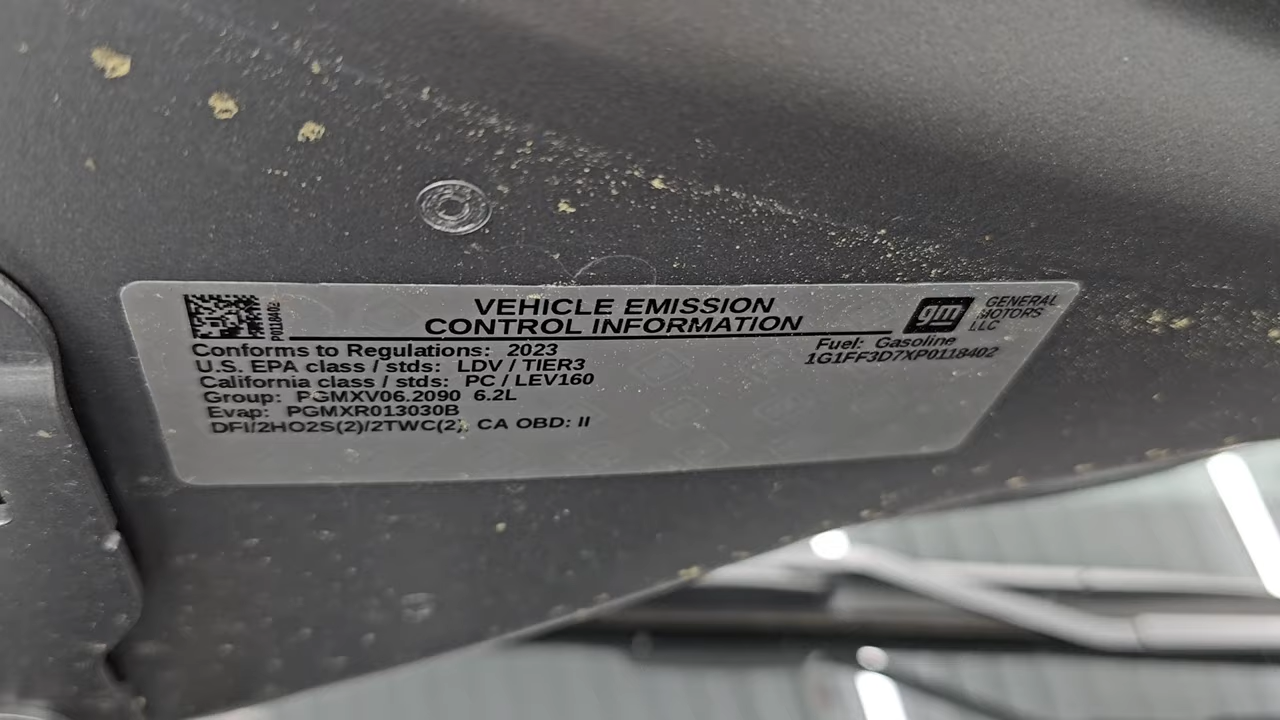 P0118402
VEHICLE EMISSION
CONTROL INFORMATION
gm
GENERAL
MOTORS
LLC
Conforms to Regulations: 2023
U.S. EPA class / stds: LDV / TIER3
California class / stds: PC / LEV160
Group: PGMXV06.2090 6.2L
Evap: PGMXR013030B
DFI/2HO2S(2)/2TWC(2), CA OBD: II
Fuel: Gasoline
1G1FF3D7XP0118402